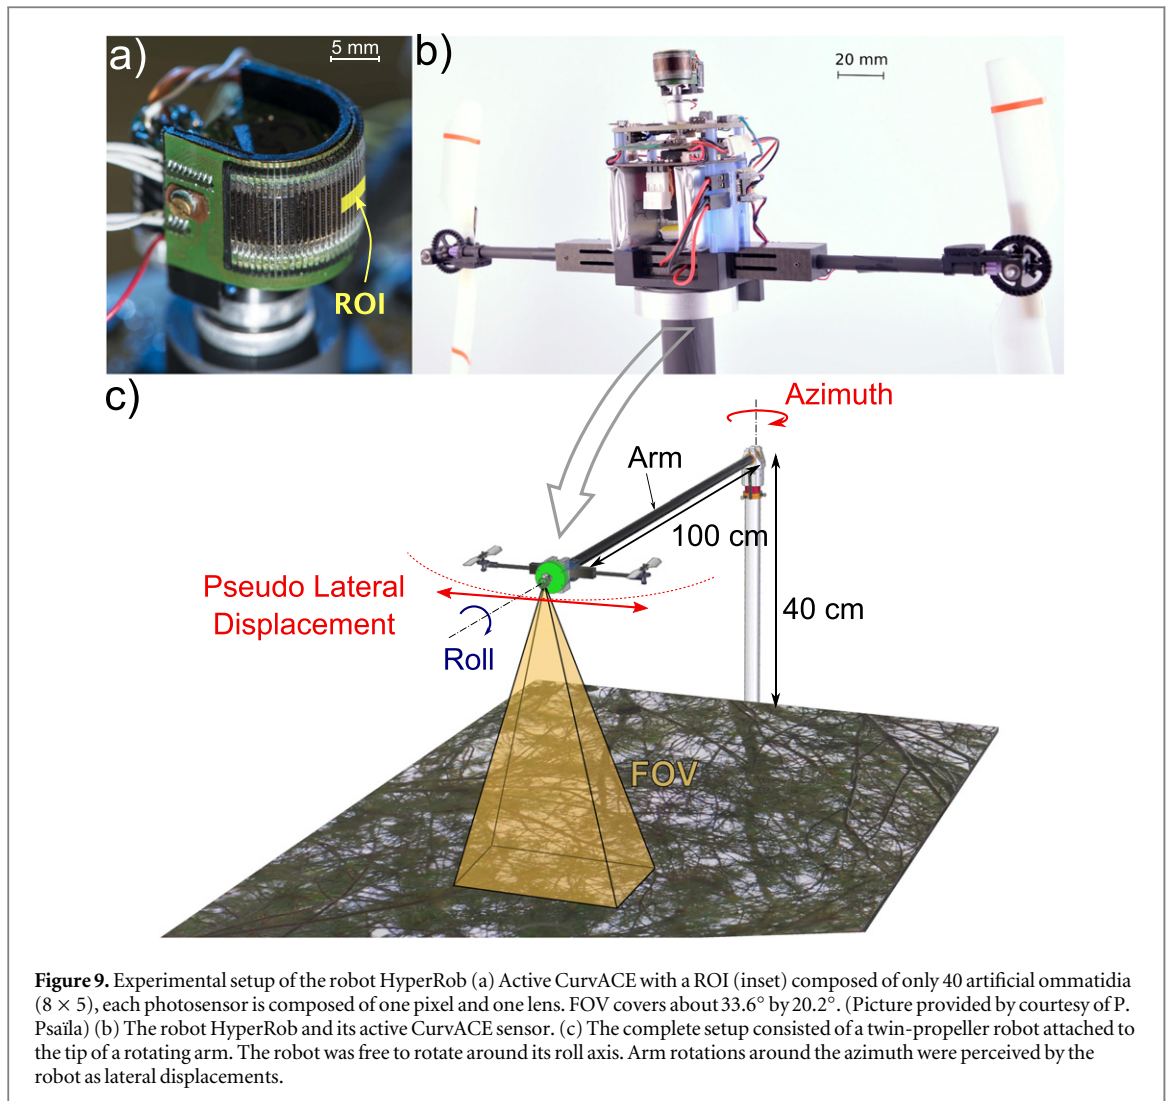 a)
5 mm
ROI
b)
20 mm
c)
Azimuth
Arm
100 cm
40 cm
Pseudo Lateral
Displacement
Roll
FOV
Figure 9. Experimental setup of the robot HyperRob (a) Active CurvACE with a ROI (inset) composed of only 40 artificial ommatidia
(8 × 5), each photosensor is composed of one pixel and one lens. FOV covers about 33.6° by 20.2°. (Picture provided by courtesy of P.
Psaïla) (b) The robot HyperRob and its active CurvACE sensor. (c) The complete setup consisted of a twin-propeller robot attached to
the tip of a rotating arm. The robot was free to rotate around its roll axis. Arm rotations around the azimuth were perceived by the
robot as lateral displacements.